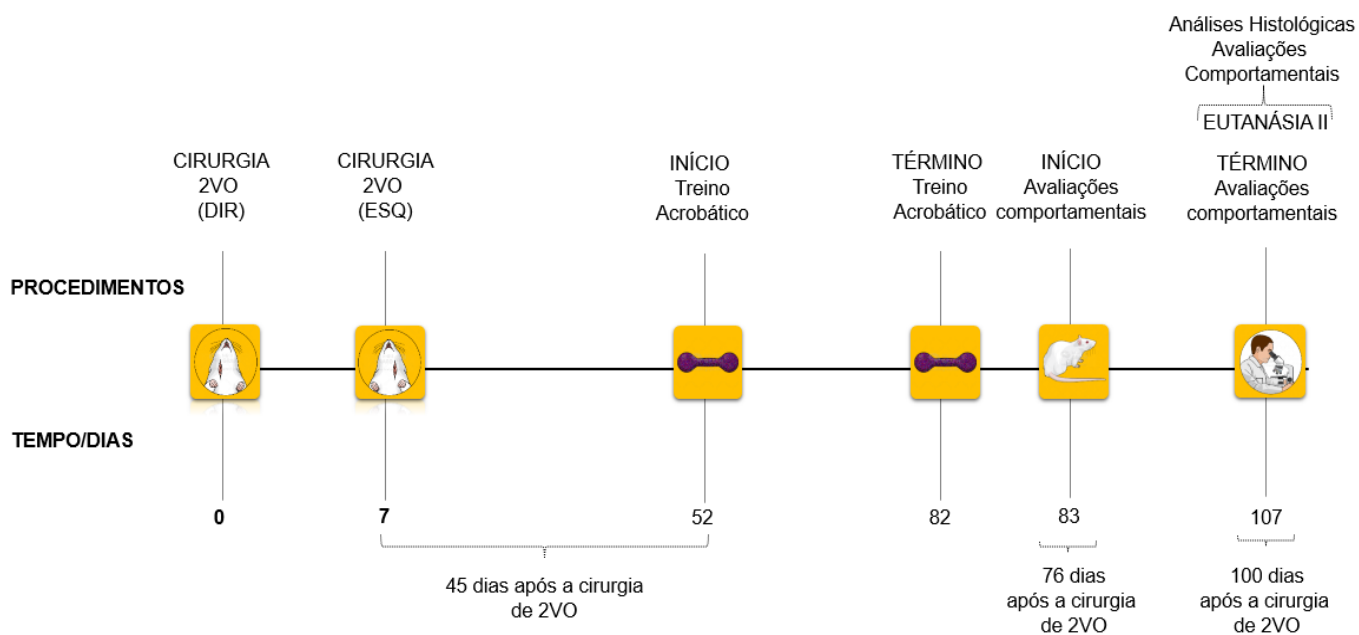 Análises Histológicas
Avaliações
Comportamentais
EUTANÁSIA II
CIRURGIA
2VO
(DIR)
CIRURGIA
2VO
(ESQ)
INÍCIO
Treino
Acrobático
TÉRMINO
Treino
Acrobático
INÍCIO
Avaliações
comportamentais
TÉRMINO
Avaliações
comportamentais
PROCEDIMENTOS
TEMPO/DIAS
0
7
52
82
83
107
45 dias após a cirurgia
de 2VO
76 dias
após a cirurgia
de 2VO
100 dias
após a cirurgia
de 2VO